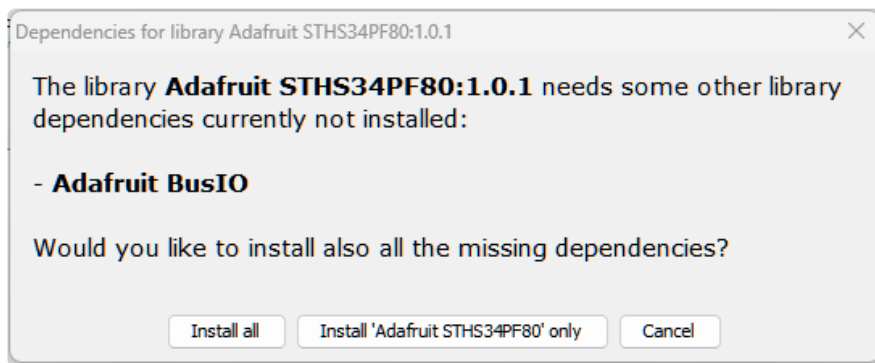 Dependencies for library Adafruit STHS34PF80:1.0.1
The library Adafruit STHS34PF80:1.0.1 needs some other library
dependencies currently not installed:
- Adafruit BusIO
Would you like to install also all the missing dependencies?
Install all Install 'Adafruit STHS34PF80' only Cancel